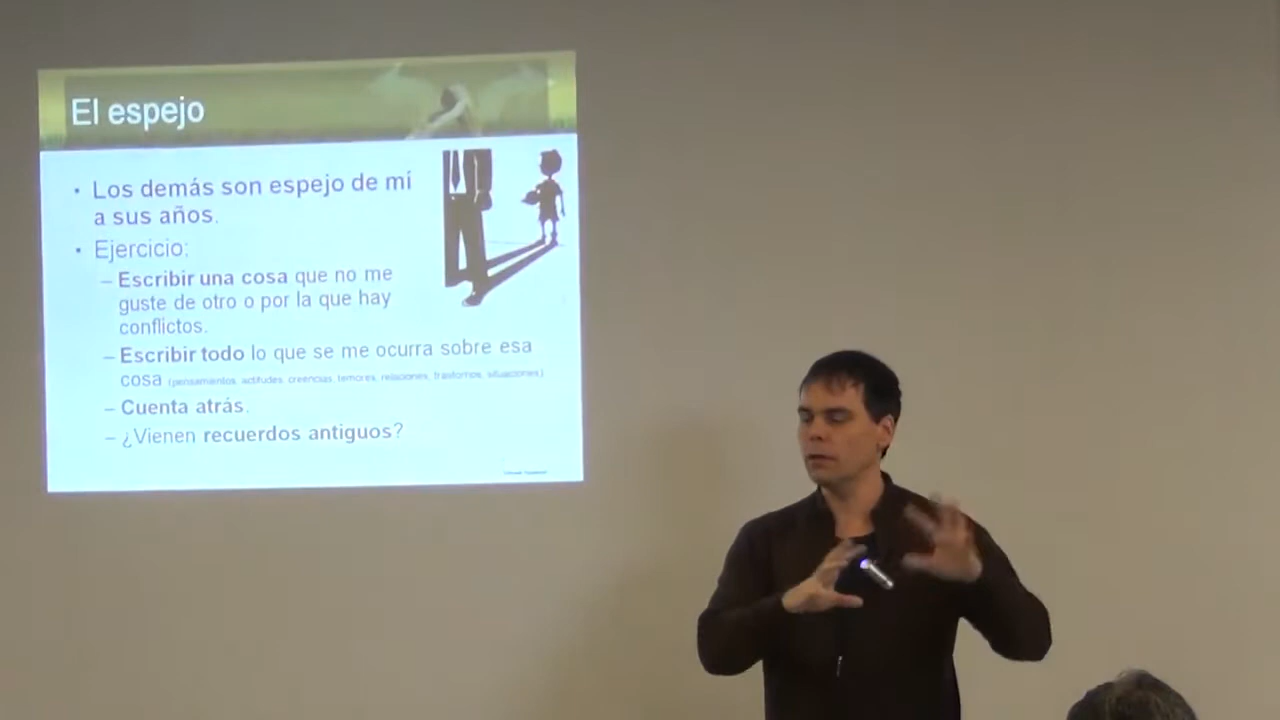 El espejo
• Los demás son espejo de mí
a sus años.
• Ejercicio:
– Escribir una cosa que no me
guste de otro o por la que hay
conflictos.
– Escribir todo lo que se me ocurra sobre esa
cosa (pensamientos, actitudes, creencias, temores, relaciones, trastornos, situaciones)
– Cuenta atrás.
– ¿Vienen recuerdos antiguos?